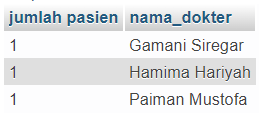 jumlah pasien nama_dokter
1 Gamani Siregar
1 Hamima Hariyah
1 Paiman Mustofa